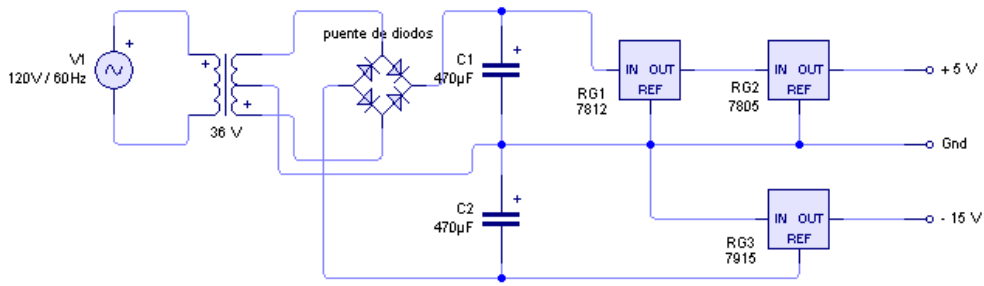 V1
120V / 60Hz
+
+
+
36 V
puente de diodos
C1
470µF
+
IN OUT
REF
RG1
7812
IN OUT
REF
RG2
7805
+ 5 V
Gnd
C2
470µF
+
IN OUT
REF
RG3
7915
- 15 V